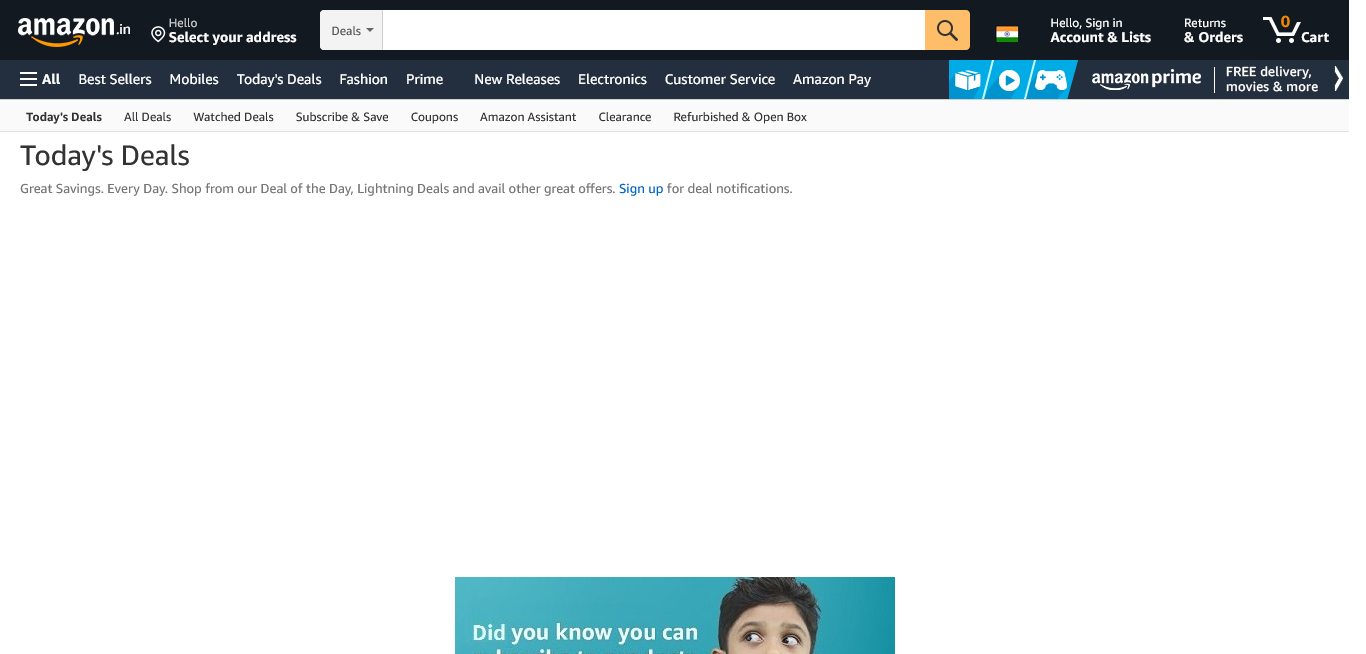 amazon.in
Hello
Select your address
Deals
Hello, Sign in
Account & Lists
Returns
& Orders
0
Cart
All
Best Sellers
Mobiles
Today's Deals
Fashion
Prime
New Releases
Electronics
Customer Service
Amazon Pay
amazon prime
FREE delivery,
movies & more
Today's Deals
All Deals
Watched Deals
Subscribe & Save
Coupons
Amazon Assistant
Clearance
Refurbished & Open Box
Today's Deals
Great Savings. Every Day. Shop from our Deal of the Day, Lightning Deals and avail other great offers. Sign up for deal notifications.
Did you know you can